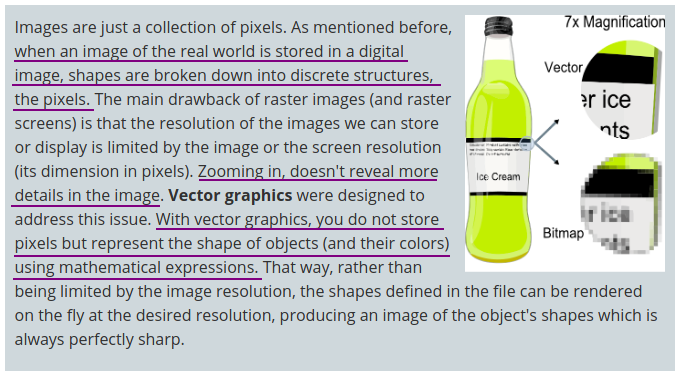 Images are just a collection of pixels. As mentioned before,
when an image of the real world is stored in a digital
image, shapes are broken down into discrete structures,
the pixels. The main drawback of raster images (and raster
screens) is that the resolution of the images we can store
or display is limited by the image or the screen resolution
(its dimension in pixels). Zooming in, doesn't reveal more
details in the image. Vector graphics were designed to
address this issue. With vector graphics, you do not store
pixels but represent the shape of objects (and their colors)
using mathematical expressions. That way, rather than
being limited by the image resolution, the shapes defined in the file can be rendered
on the fly at the desired resolution, producing an image of the object's shapes which is
always perfectly sharp.
7x Magnification
Vector
er ice
nts
Ice Cream
Bitmap
r ice
nts